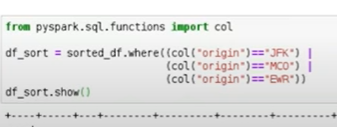 from pyspark.sql.functions import col
df_sort = sorted_df.where((col("origin")=="JFK") |
(col("origin")=="MCO") |
(col("origin")=="EWR"))
df_sort.show()
+----+-----+---+--------+---------+--------+---------+